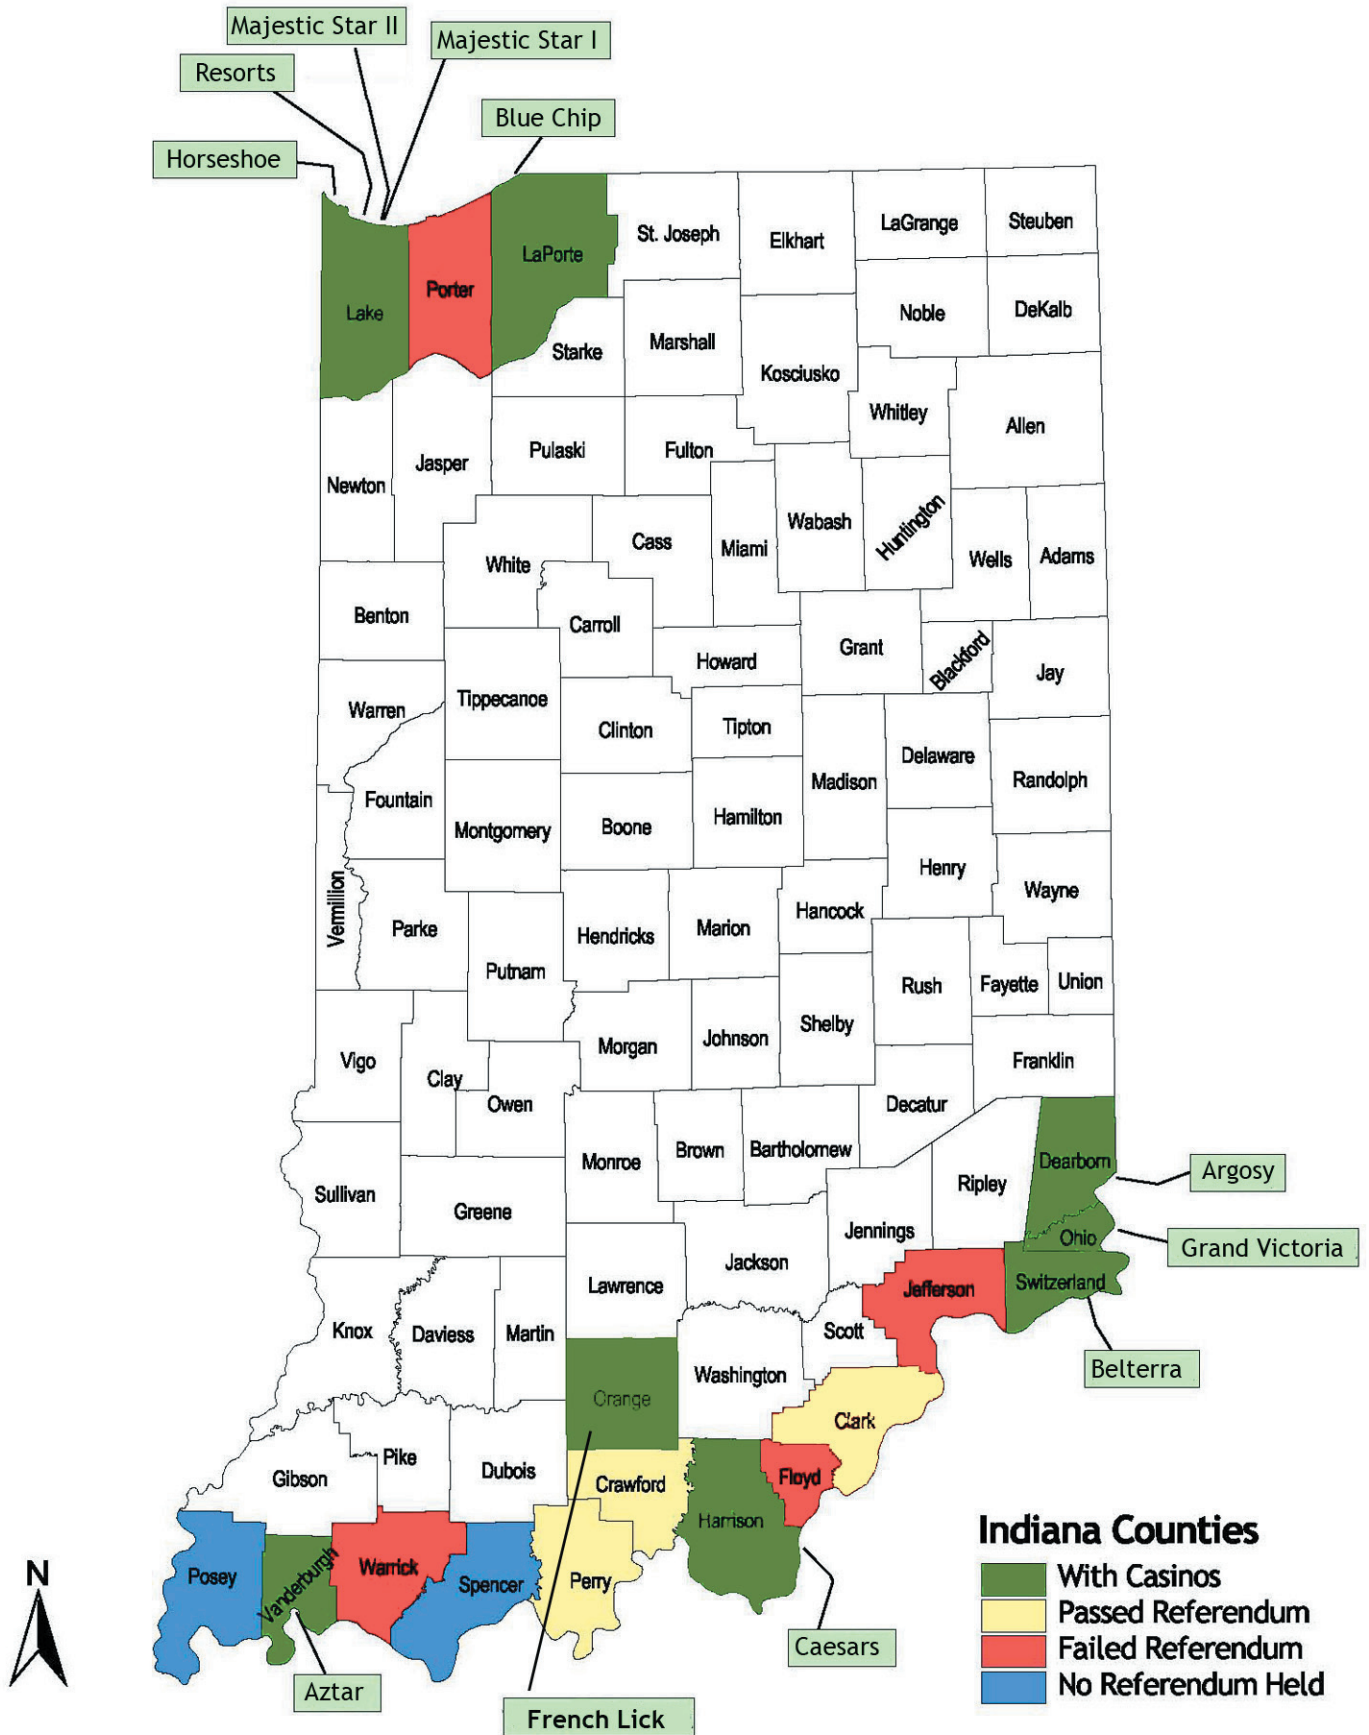 Majestic Star II
Majestic Star I
Resorts
Blue Chip
Horseshoe
St. Joseph
Elkhart
LaGrange
Steuben
LaPorte
Porter
Lake
Noble
DeKalb
Starke
Marshall
Kosciusko
Whitley
Allen
Newton
Jasper
Pulaski
Fulton
White
Cass
Miami
Wabash
Huntington
Wells
Adams
Benton
Carroll
Howard
Grant
Blackford
Jay
Warren
Tippecanoe
Clinton
Tipton
Madison
Delaware
Randolph
Fountain
Montgomery
Boone
Hamilton
Henry
Wayne
Vermillion
Parke
Putnam
Hendricks
Marion
Hancock
Rush
Fayette
Union
Vigo
Clay
Owen
Morgan
Johnson
Shelby
Franklin
Decatur
Sullivan
Greene
Monroe
Brown
Bartholomew
Ripley
Dearborn
Argosy
Jennings
Ohio
Grand Victoria
Lawrence
Jackson
Jefferson
Switzerland
Knox
Daviess
Martin
Scott
Washington
Belterra
Orange
Clark
Gibson
Pike
Dubois
Crawford
Floyd
Harrison
Posey
Vanderburgh
Warrick
Spencer
Perry
Caesars
Aztar
French Lick
N
Indiana Counties
With Casinos
Passed Referendum
Failed Referendum
No Referendum Held